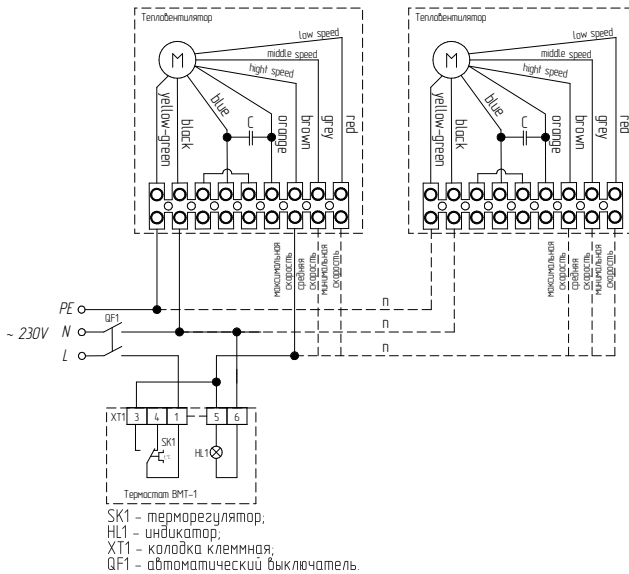 Тепловентилятор
M
low speed
middle speed
hight speed
yellow-green
black
blue
C
orange
brown
grey
red
максимальная скорость
средняя скорость
минимальная скорость
Тепловентилятор
M
low speed
middle speed
hight speed
yellow-green
black
blue
C
orange
brown
grey
red
максимальная скорость
средняя скорость
минимальная скорость
PE
n
QF1
~ 230V
N
n
L
n
XT1
3
4
1
5
6
SK1
t°C
HL1
Термостат ВМТ-1
SK1 – терморегулятор;
HL1 – индикатор;
XT1 – колодка клеммная;
QF1 – автоматический выключатель.